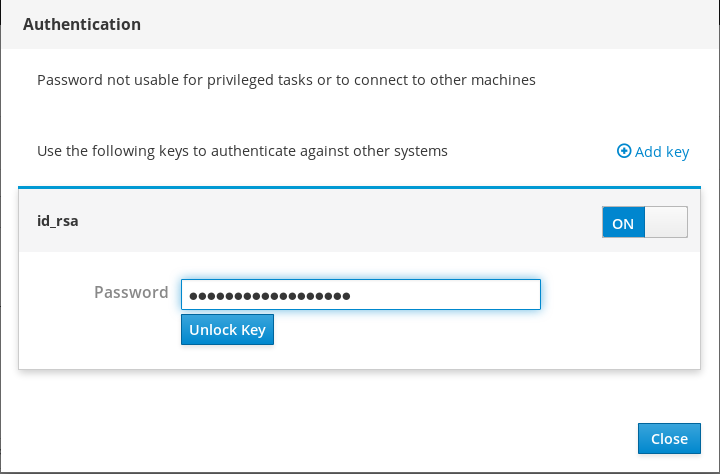 Authentication
Password not usable for privileged tasks or to connect to other machines
Use the following keys to authenticate against other systems
Add key
id_rsa
ON
Password
••••••••••••••••••
Unlock Key
Close